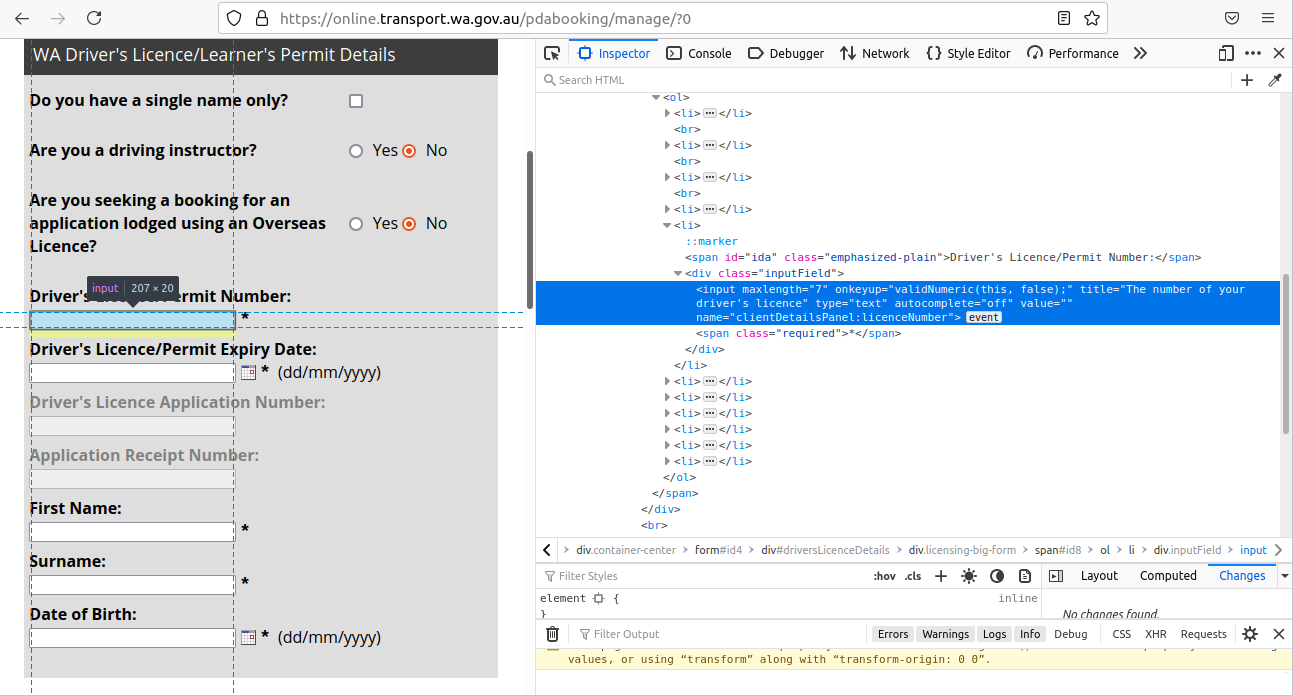 https://online.transport.wa.gov.au/pdabooking/manage/?0
WA Driver's Licence/Learner's Permit Details
Do you have a single name only?
Are you a driving instructor? Yes No
Are you seeking a booking for an
application lodged using an Overseas Yes No
Licence?
input 207 × 20
Driver's Permit Number:
*
Driver's Licence/Permit Expiry Date:
* (dd/mm/yyyy)
Driver's Licence Application Number:
Application Receipt Number:
First Name:
*
Surname:
*
Date of Birth:
* (dd/mm/yyyy)
Inspector Console Debugger Network Style Editor Performance
Search HTML
<ol>
<li> ··· </li>
<br>
<li> ··· </li>
<br>
<li> ··· </li>
<br>
<li> ··· </li>
<li>
::marker
<span id="ida" class="emphasized-plain">Driver's Licence/Permit Number:</span>
<div class="inputField">
<input maxlength="7" onkeyup="validNumeric(this, false);" title="The number of your
driver's licence" type="text" autocomplete="off" value=""
name="clientDetailsPanel:licenceNumber"> event
<span class="required">*</span>
</div>
</li>
<li> ··· </li>
<li> ··· </li>
<li> ··· </li>
<li> ··· </li>
<li> ··· </li>
<li> ··· </li>
</ol>
</span>
</div>
<br>
div.container-center form#id4 div#driversLicenceDetails div.licensing-big-form span#id8 ol li div.inputField input
Filter Styles :hov .cls Layout Computed Changes
element { inline
}
No changes found.
Filter Output Errors Warnings Logs Info Debug CSS XHR Requests
values, or using “transform” along with “transform-origin: 0 0”.